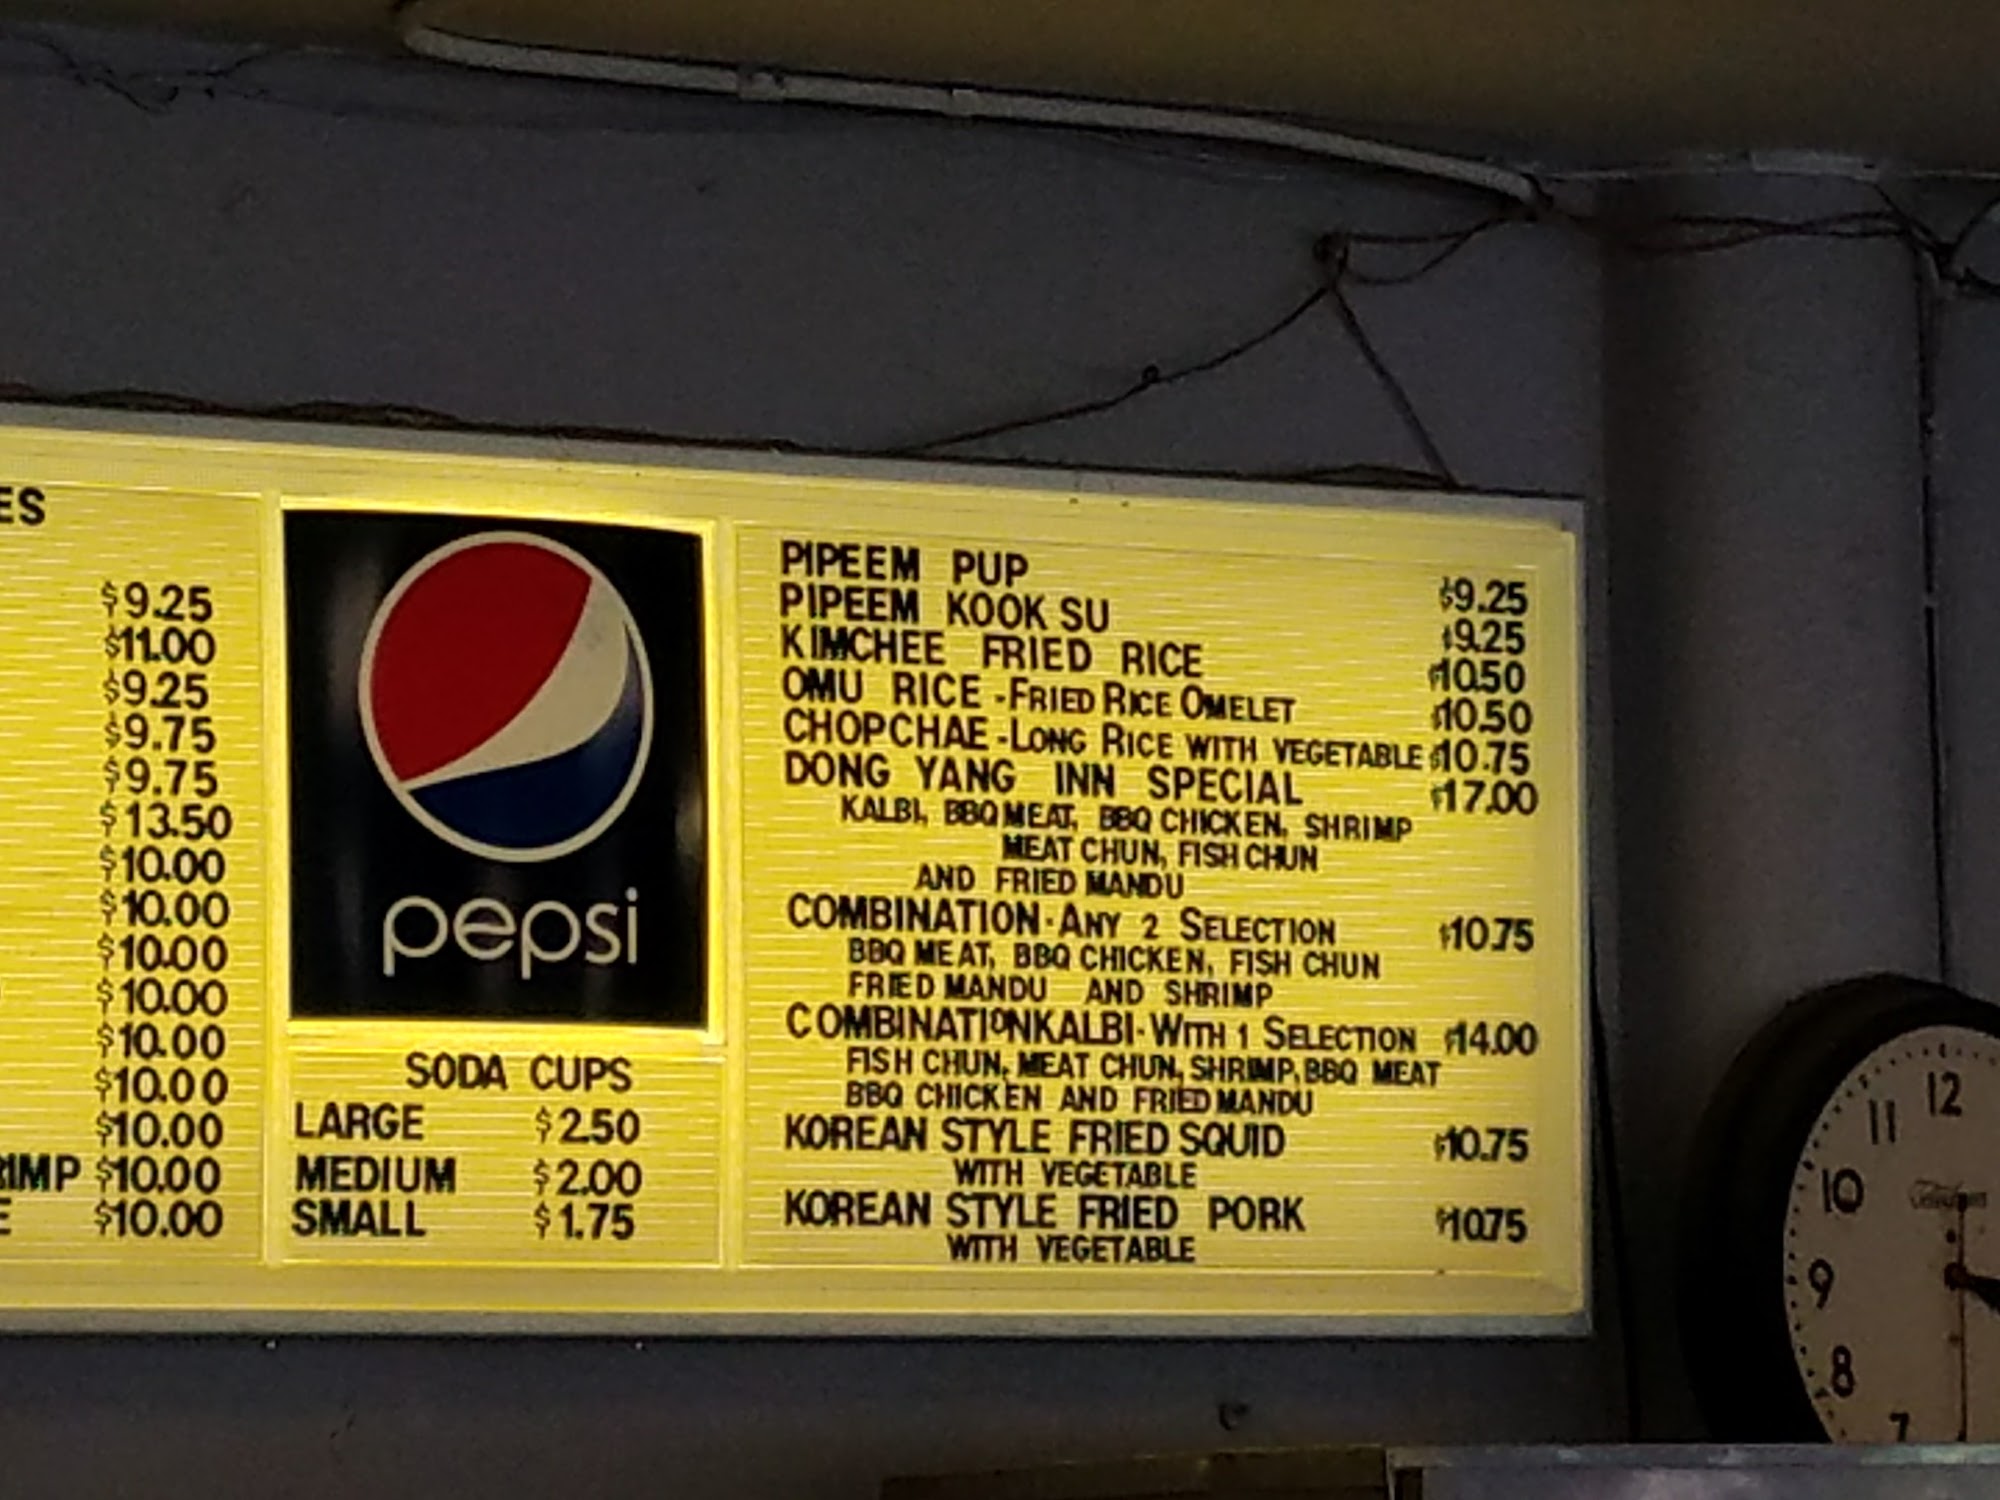 ES
$9.25
$11.00
$9.25
$9.75
$9.75
$13.50
$10.00
$10.00
$10.00
$10.00
$10.00
$10.00
$10.00
RIMP $10.00
E $10.00
pepsi
SODA CUPS
LARGE $2.50
MEDIUM $2.00
SMALL $1.75
PIPEEM PUP $9.25
PIPEEM KOOK SU $9.25
KIMCHEE FRIED RICE $10.50
OMU RICE - FRIED RICE OMELET $10.50
CHOPCHAE - LONG RICE WITH VEGETABLE $10.75
DONG YANG INN SPECIAL $17.00
KALBI, BBQ MEAT, BBQ CHICKEN, SHRIMP
MEAT CHUN, FISH CHUN
AND FRIED MANDU
COMBINATION - ANY 2 SELECTION $10.75
BBQ MEAT, BBQ CHICKEN, FISH CHUN
FRIED MANDU AND SHRIMP
COMBINATION KALBI - WITH 1 SELECTION $14.00
FISH CHUN, MEAT CHUN, SHRIMP, BBQ MEAT
BBQ CHICKEN AND FRIED MANDU
KOREAN STYLE FRIED SQUID $10.75
WITH VEGETABLE
KOREAN STYLE FRIED PORK $10.75
WITH VEGETABLE
12
11
10
9
8
7